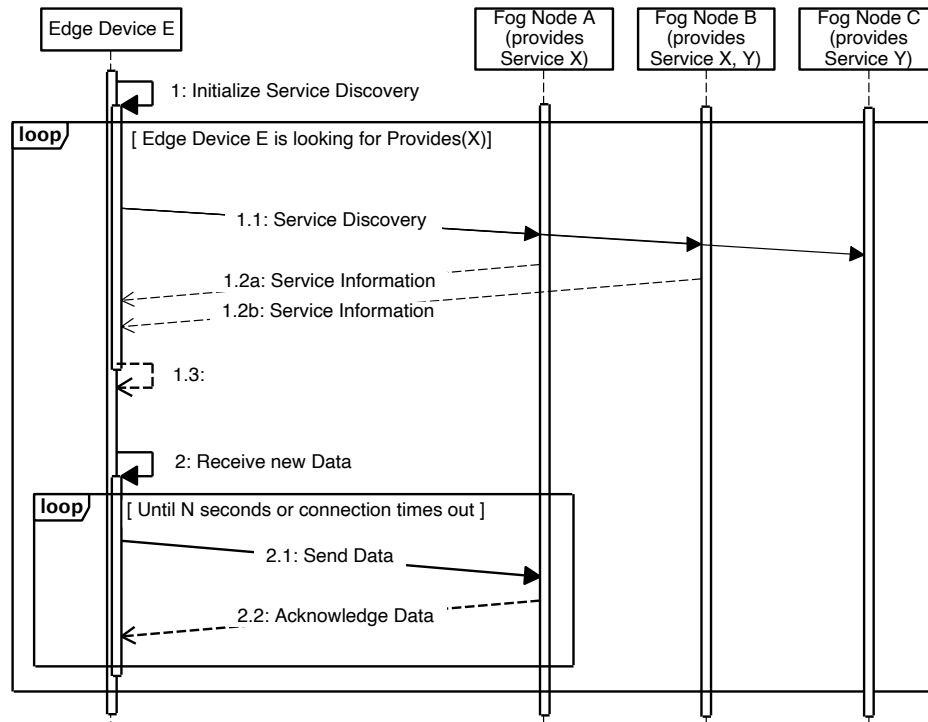 Edge Device E
Fog Node A
(provides
Service X)
Fog Node B
(provides
Service X, Y)
Fog Node C
(provides
Service Y)
1: Initialize Service Discovery
loop
[ Edge Device E is looking for Provides(X)]
1.1: Service Discovery
1.2a: Service Information
1.2b: Service Information
1.3:
2: Receive new Data
loop
[ Until N seconds or connection times out ]
2.1: Send Data
2.2: Acknowledge Data